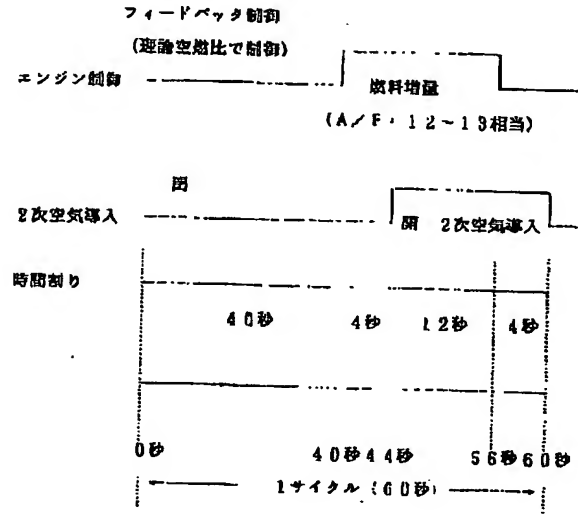 フィードバック制御
(理論空燃比で制御)
エンジン制御
燃料増量
(A/F:12~13相当)
閉
2次空気導入
開 2次空気導入
時間割り
40秒 4秒 12秒 4秒
0秒 40秒44秒 56秒60秒
1サイクル(60秒)